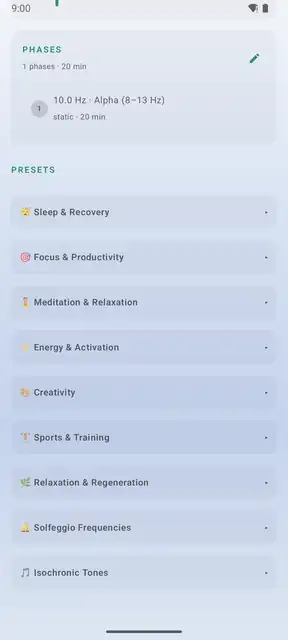 9:00
PHASES
1 phases · 20 min
1
10.0 Hz · Alpha (8–13 Hz)
static · 20 min
PRESETS
😴 Sleep & Recovery
🎯 Focus & Productivity
🧘 Meditation & Relaxation
⚡ Energy & Activation
🎨 Creativity
🏋 Sports & Training
🌿 Relaxation & Regeneration
🔔 Solfeggio Frequencies
🎵 Isochronic Tones